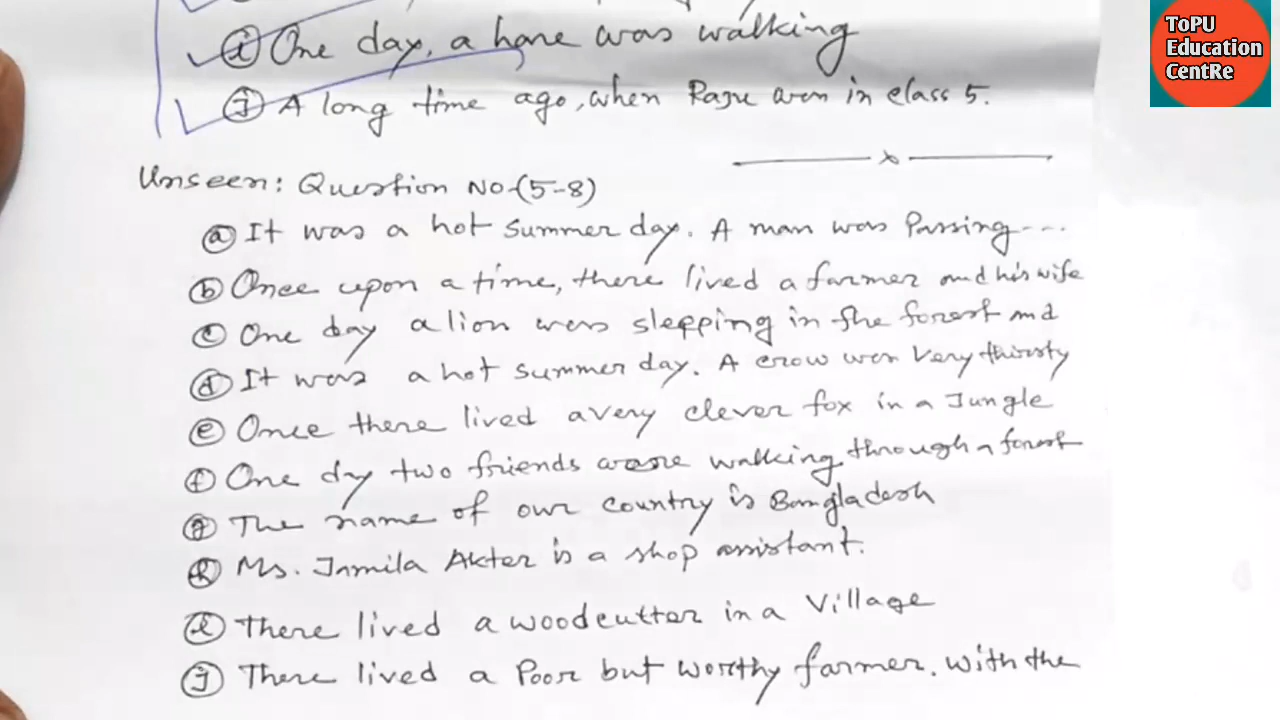 ⓘ One day, a hare was walking
Ⓙ A long time ago, when Raju was in class 5.
x
Unseen: Question No-(5-8)
ⓐ It was a hot summer day. A man was Passing----
ⓑ Once upon a time, there lived a farmer and his wife
ⓒ One day a lion was slepping in the forest and
ⓓ It was a hot summer day. A crow was very thirsty
ⓔ Once there lived a very clever fox in a Jungle
ⓕ One day two friends were walking through a forest
ⓖ The name of our country is Bangladesh
ⓗ Ms. Jamila Akter is a shop assistant.
ⓘ There lived a woodcutter in a Village
Ⓙ There lived a Poor but worthy farmer. With the
ToPU
Education
CentRe